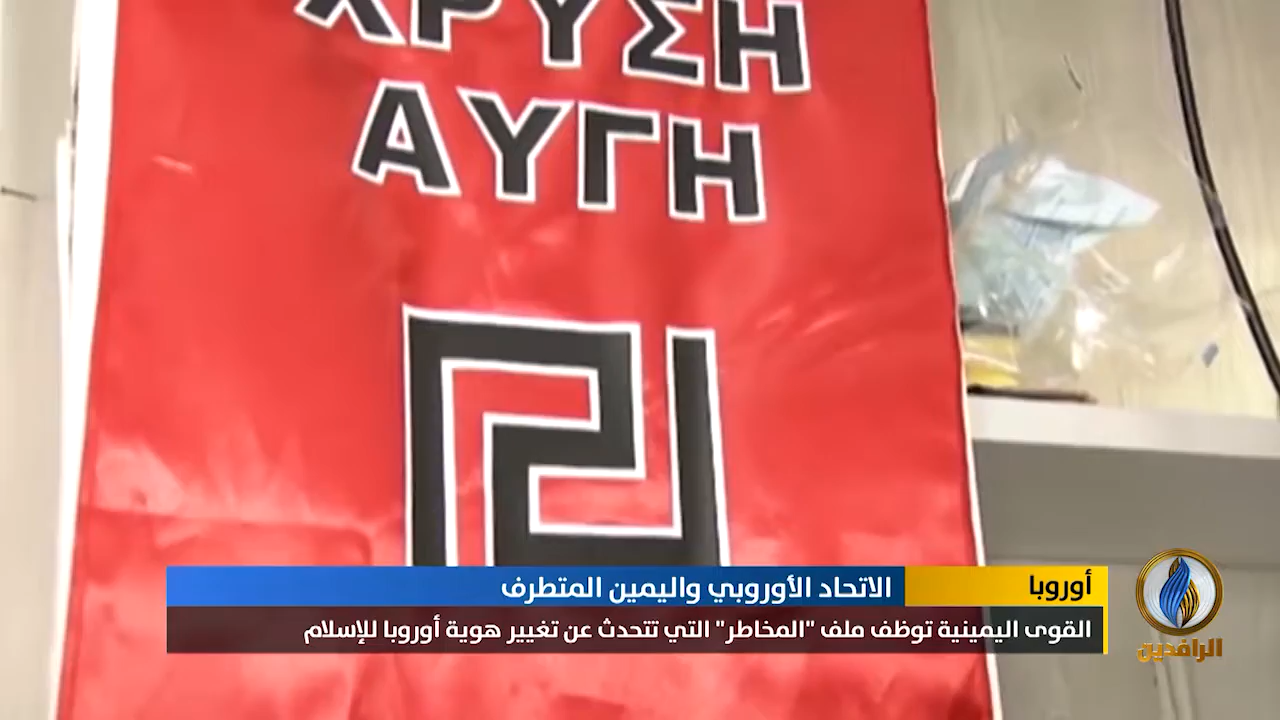 ΧΡΥΣΗ
ΑΥΓΗ
أوروبا
الاتحاد الأوروبي واليمين المتطرف
القوى اليمينية توظف ملف "المخاطر" التي تتحدث عن تغيير هوية أوروبا للإسلام
الرافدين